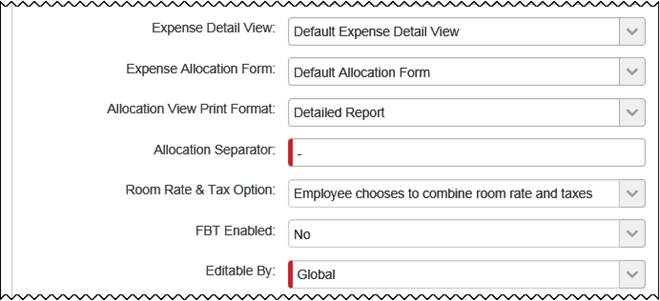 Expense Detail View: Default Expense Detail View
Expense Allocation Form: Default Allocation Form
Allocation View Print Format: Detailed Report
Allocation Separator: -
Room Rate & Tax Option: Employee chooses to combine room rate and taxes
FBT Enabled: No
Editable By: Global